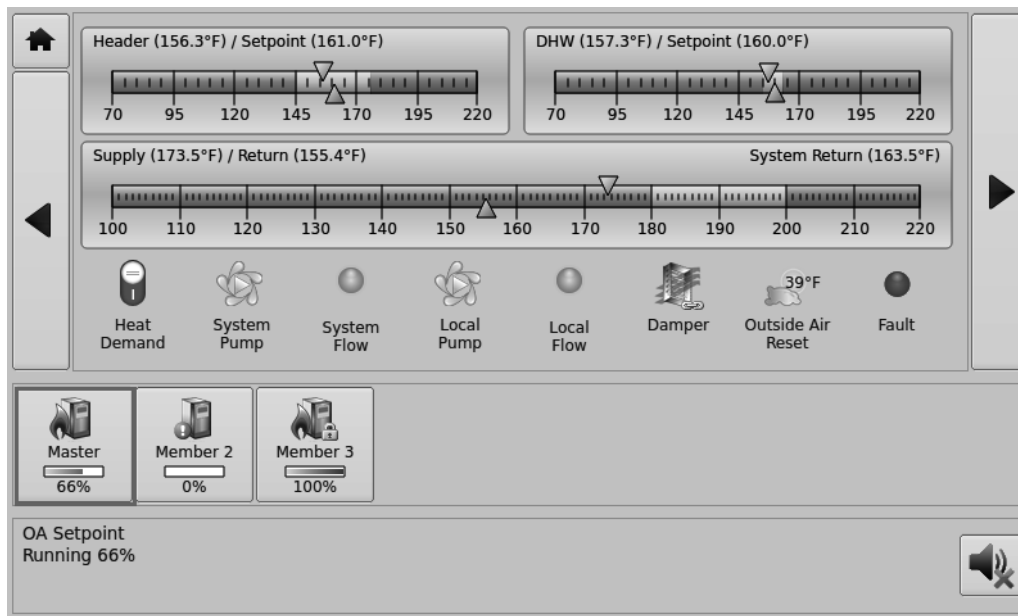 Header (156.3°F) / Setpoint (161.0°F)
70 95 120 145 170 195 220
DHW (157.3°F) / Setpoint (160.0°F)
70 95 120 145 170 195 220
Supply (173.5°F) / Return (155.4°F) System Return (163.5°F)
100 110 120 130 140 150 160 170 180 190 200 210 220
Heat
Demand
System
Pump
System
Flow
Local
Pump
Local
Flow
Damper
39°F
Outside Air
Reset
Fault
Master
66%
Member 2
0%
Member 3
100%
OA Setpoint
Running 66%